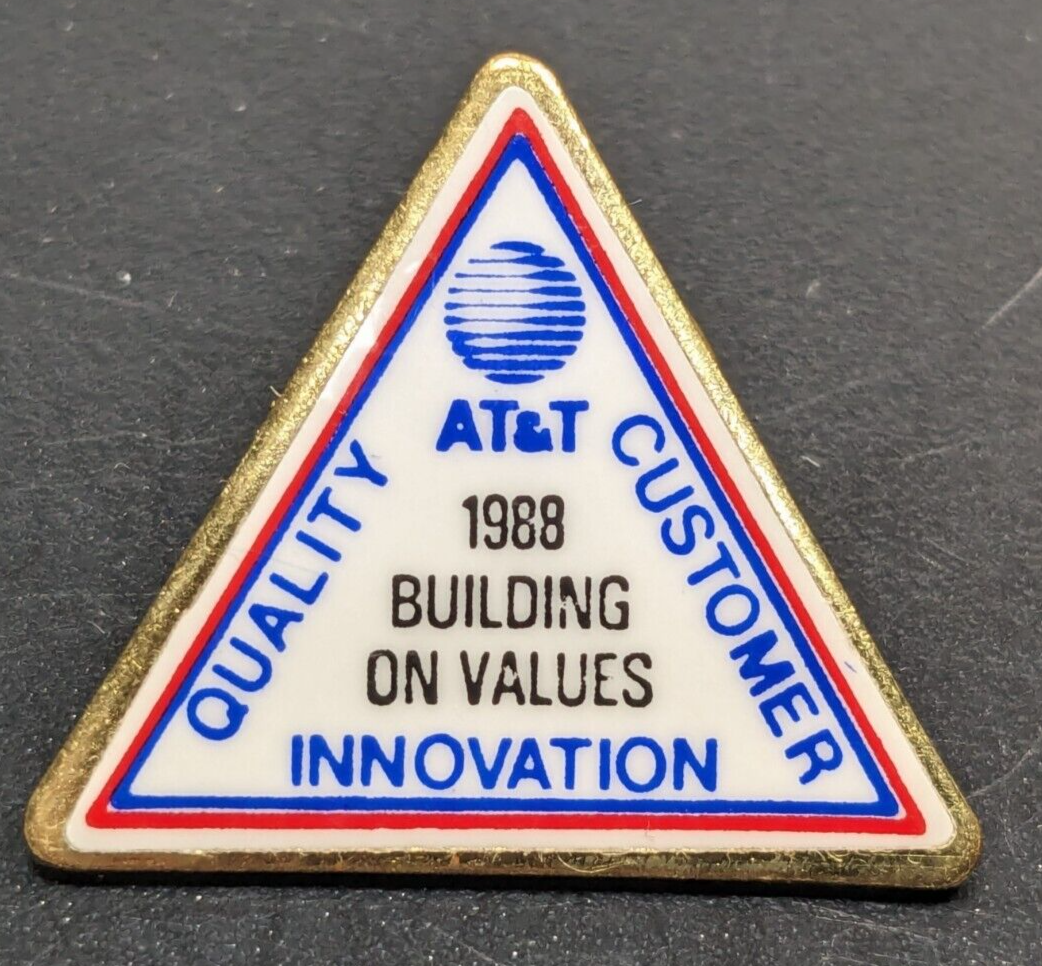 AT&T
QUALITY
CUSTOMER
1988
BUILDING
ON VALUES
INNOVATION